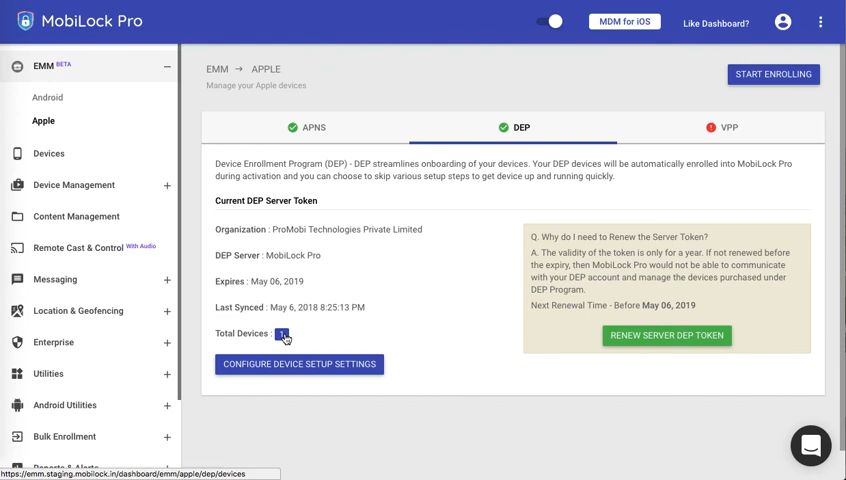 MobiLock Pro
MDM for iOS
Like Dashboard?
EMM BETA
Android
Apple
Devices
Device Management
Content Management
Remote Cast & Control With Audio
Messaging
Location & Geofencing
Enterprise
Utilities
Android Utilities
Bulk Enrollment
Reports & Alerts
https://emm.staging.mobilock.in/dashboard/emm/apple/dep/devices
EMM → APPLE
Manage your Apple devices
START ENROLLING
APNS
DEP
VPP
Device Enrollment Program (DEP) - DEP streamlines onboarding of your devices. Your DEP devices will be automatically enrolled into MobiLock Pro
during activation and you can choose to skip various setup steps to get device up and running quickly.
Current DEP Server Token
Organization : ProMobi Technologies Private Limited
DEP Server : MobiLock Pro
Expires : May 06, 2019
Last Synced : May 6, 2018 8:25:13 PM
Total Devices : 1
CONFIGURE DEVICE SETUP SETTINGS
Q. Why do I need to Renew the Server Token?
A. The validity of the token is only for a year. If not renewed before
the expiry, then MobiLock Pro would not be able to communicate
with your DEP account and manage the devices purchased under
DEP Program.
Next Renewal Time - Before May 06, 2019
RENEW SERVER DEP TOKEN